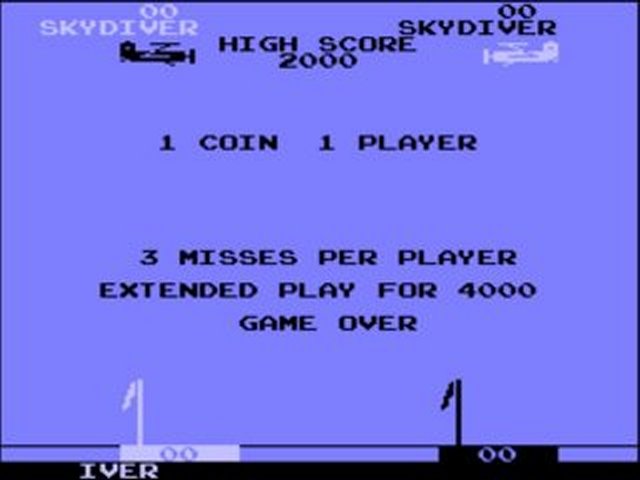 00 00
SKYDIVER SKYDIVER
HIGH SCORE
2000
1 COIN 1 PLAYER
3 MISSES PER PLAYER
EXTENDED PLAY FOR 4000
GAME OVER
00 00
IVER